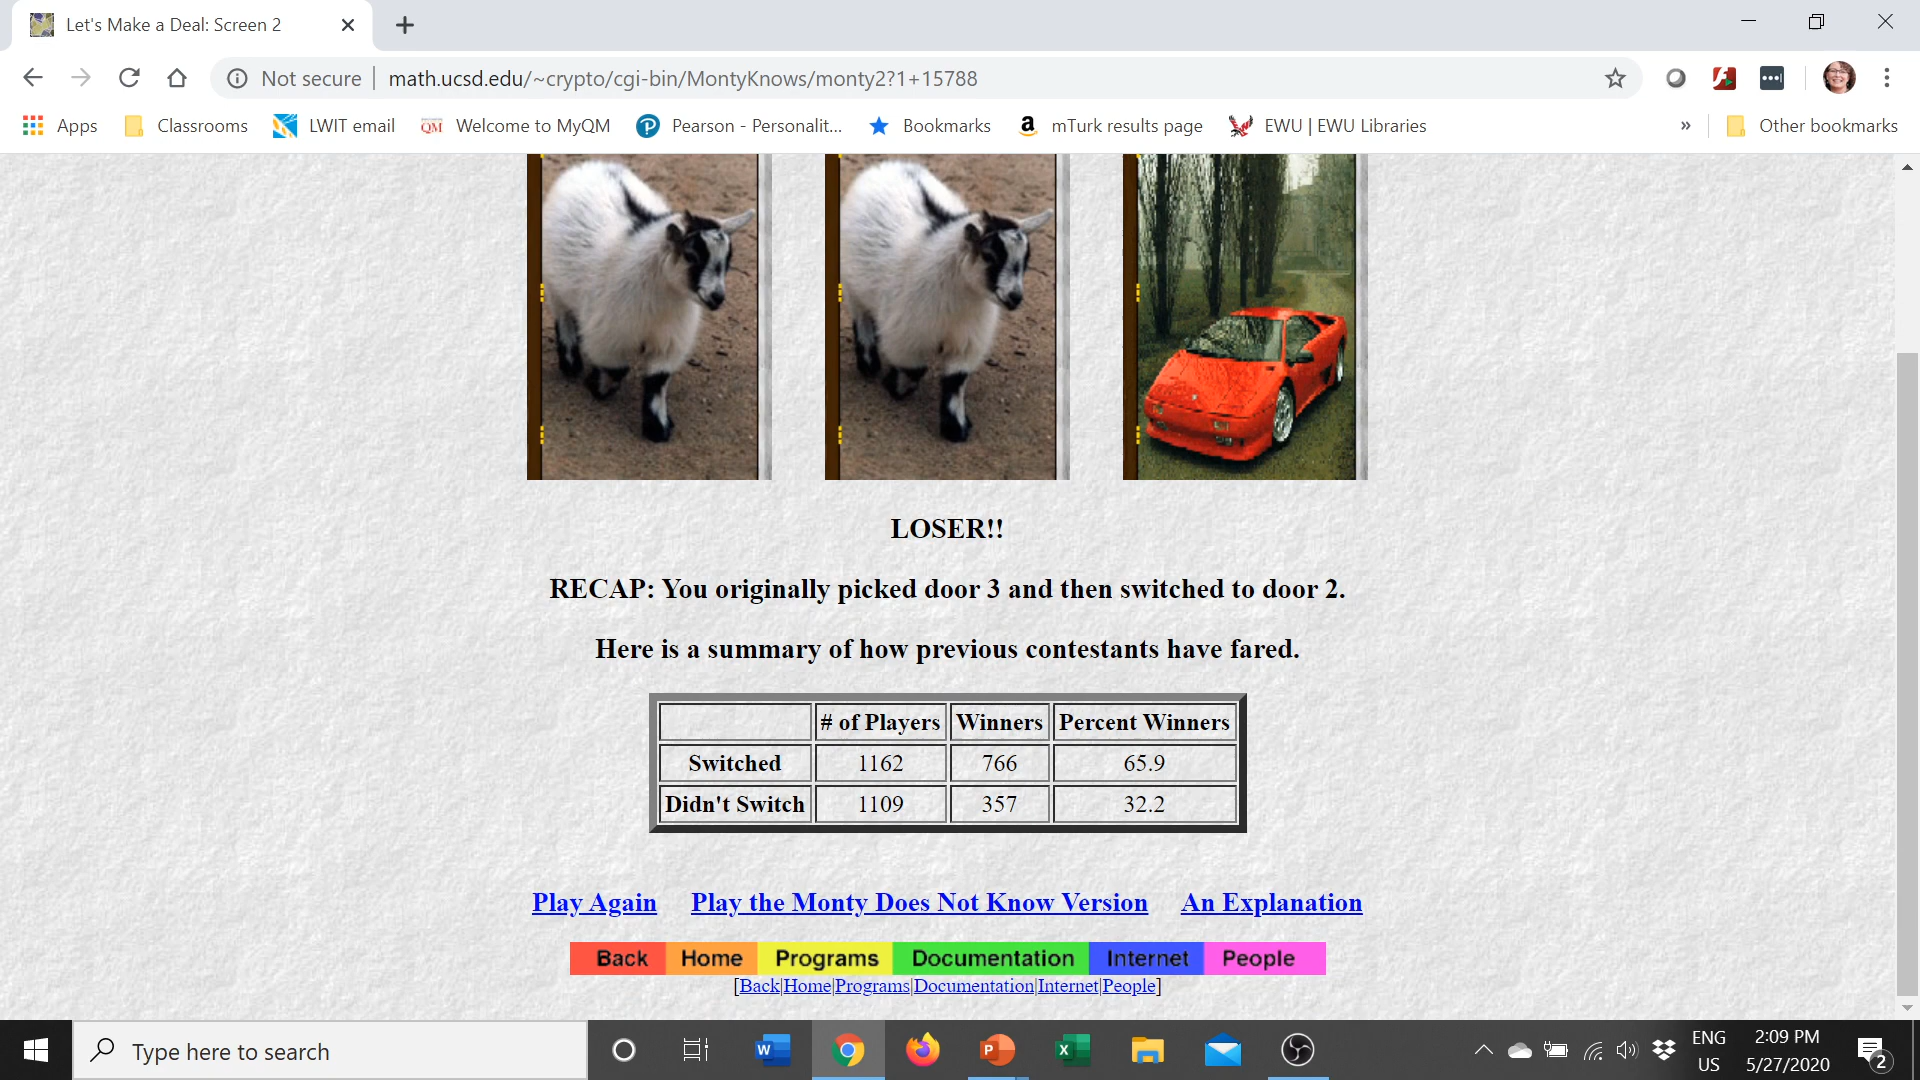 Let's Make a Deal: Screen 2
Not secure | math.ucsd.edu/~crypto/cgi-bin/MontyKnows/monty2?1+15788
Apps Classrooms LWIT email QM Welcome to MyQM P Pearson - Personalit... Bookmarks a mTurk results page EWU | EWU Libraries » Other bookmarks
LOSER!!
RECAP: You originally picked door 3 and then switched to door 2.
Here is a summary of how previous contestants have fared.
# of Players Winners Percent Winners
Switched 1162 766 65.9
Didn't Switch 1109 357 32.2
Play Again Play the Monty Does Not Know Version An Explanation
Back Home Programs Documentation Internet People
[Back|Home|Programs|Documentation|Internet|People]
Type here to search W P X ENG 2:09 PM
US 5/27/2020 2